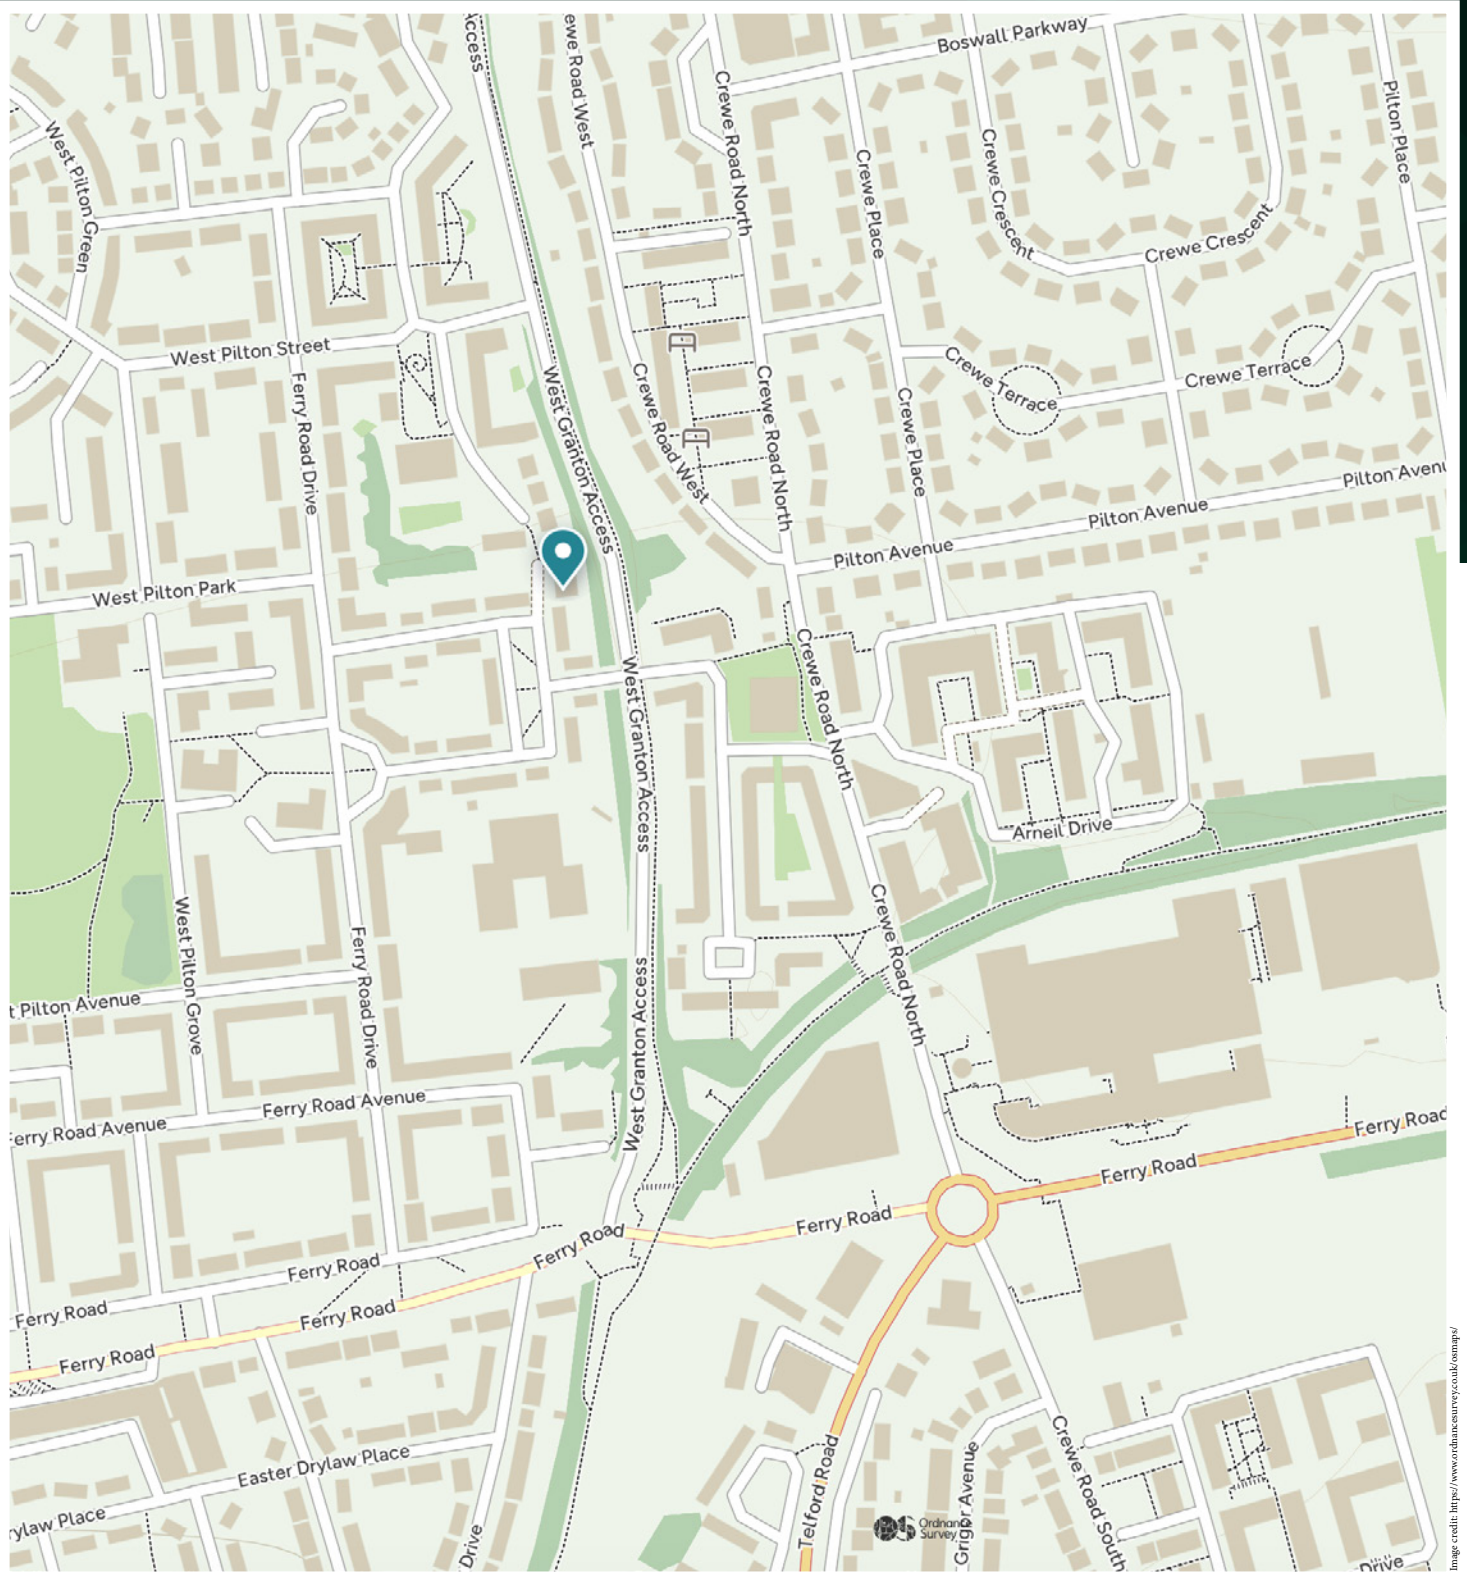 Access
ewe Road West
Boswall Parkway
Crewe Road North
Pilton Place
West Pilton Green
Crewe Place
Crewe Crescent
Crewe Crescent
West Pilton Street
Ferry Road Drive
West Granton Access
Crewe Road West
Crewe Road North
Crewe Place
Crewe Terrace
Crewe Terrace
Pilton Avenu
Pilton Avenue
Pilton Avenue
West Pilton Park
West Granton Access
Crewe Road North
Arneil Drive
West Pilton Grove
Ferry Road Drive
Crewe Road North
t Pilton Avenue
West Granton Access
Ferry Road Avenue
erry Road Avenue
Ferry Road
Ferry Road
Ferry Road
Ferry Road
Ferry Road
Ferry Road
Ferry Road
Ferry Road
Easter Drylaw Place
rylaw Place
Drive
Telford Road
Grigor Avenue
Crewe Road South
Drive
OS
Ordnance
Survey
Image credit: https://www.ordnancesurvey.co.uk/osmaps/